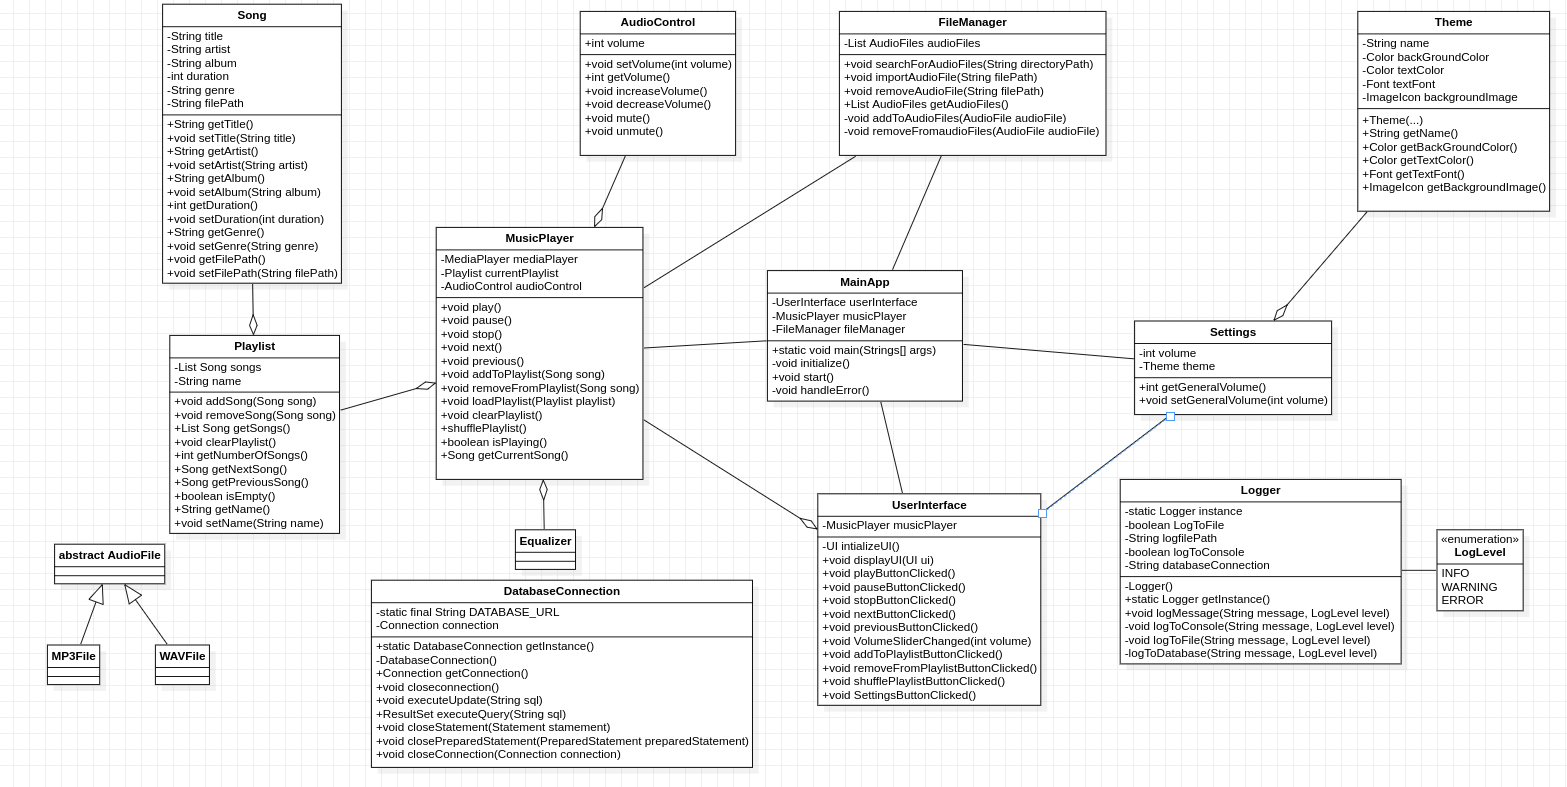 Song
-String title
-String artist
-String album
-int duration
-String genre
-String filePath
+String getTitle()
+void setTitle(String title)
+String getArtist()
+void setArtist(String artist)
+String getAlbum()
+void setAlbum(String album)
+int getDuration()
+void setDuration(int duration)
+String getGenre()
+void setGenre(String genre)
+void getFilePath()
+void setFilePath(String filePath)
AudioControl
+int volume
+void setVolume(int volume)
+int getVolume()
+void increaseVolume()
+void decreaseVolume()
+void mute()
+void unmute()
FileManager
-List AudioFiles audioFiles
+void searchForAudioFiles(String directoryPath)
+void importAudioFile(String filePath)
+void removeAudioFile(String filePath)
+List AudioFiles getAudioFiles()
-void addToAudioFiles(AudioFile audioFile)
-void removeFromaudioFiles(AudioFile audioFile)
Theme
-String name
-Color backGroundColor
-Color textColor
-Font textFont
-ImageIcon backgroundImage
+Theme(...)
+String getName()
+Color getBackGroundColor()
+Color getTextColor()
+Font getTextFont()
+ImageIcon getBackgroundImage()
MusicPlayer
-MediaPlayer mediaPlayer
-Playlist currentPlaylist
-AudioControl audioControl
+void play()
+void pause()
+void stop()
+void next()
+void previous()
+void addToPlaylist(Song song)
+void removeFromPlaylist(Song song)
+void loadPlaylist(Playlist playlist)
+void clearPlaylist()
+shufflePlaylist()
+boolean isPlaying()
+Song getCurrentSong()
MainApp
-UserInterface userInterface
-MusicPlayer musicPlayer
-FileManager fileManager
+static void main(Strings[] args)
-void initialize()
+void start()
-void handleError()
Settings
-int volume
-Theme theme
+int getGeneralVolume()
+void setGeneralVolume(int volume)
Playlist
-List Song songs
-String name
+void addSong(Song song)
+void removeSong(Song song)
+List Song getSongs()
+void clearPlaylist()
+int getNumberOfSongs()
+Song getNextSong()
+Song getPreviousSong()
+boolean isEmpty()
+String getName()
+void setName(String name)
UserInterface
-MusicPlayer musicPlayer
-UI intializeUI()
+void displayUI(UI ui)
+void playButtonClicked()
+void pauseButtonClicked()
+void stopButtonClicked()
+void nextButtonClicked()
+void previousButtonClicked()
+void VolumeSliderChanged(int volume)
+void addToPlaylistButtonClicked()
+void removeFromPlaylistButtonClicked()
+void shufflePlaylistButtonClicked()
+void SettingsButtonClicked()
Logger
-static Logger instance
-boolean LogToFile
-String logfilePath
-boolean logToConsole
-String databaseConnection
-Logger()
+static Logger getInstance()
+void logMessage(String message, LogLevel level)
-void logToConsole(String message, LogLevel level)
-void logToFile(String message, LogLevel level)
-logToDatabase(String message, LogLevel level)
«enumeration»
LogLevel
INFO
WARNING
ERROR
Equalizer
abstract AudioFile
MP3File
WAVFile
DatabaseConnection
-static final String DATABASE_URL
-Connection connection
+static DatabaseConnection getInstance()
-DatabaseConnection()
+Connection getConnection()
+void closeconnection()
+void executeUpdate(String sql)
+ResultSet executeQuery(String sql)
+void closeStatement(Statement stamement)
+void closePreparedStatement(PreparedStatement preparedStatement)
+void closeConnection(Connection connection)